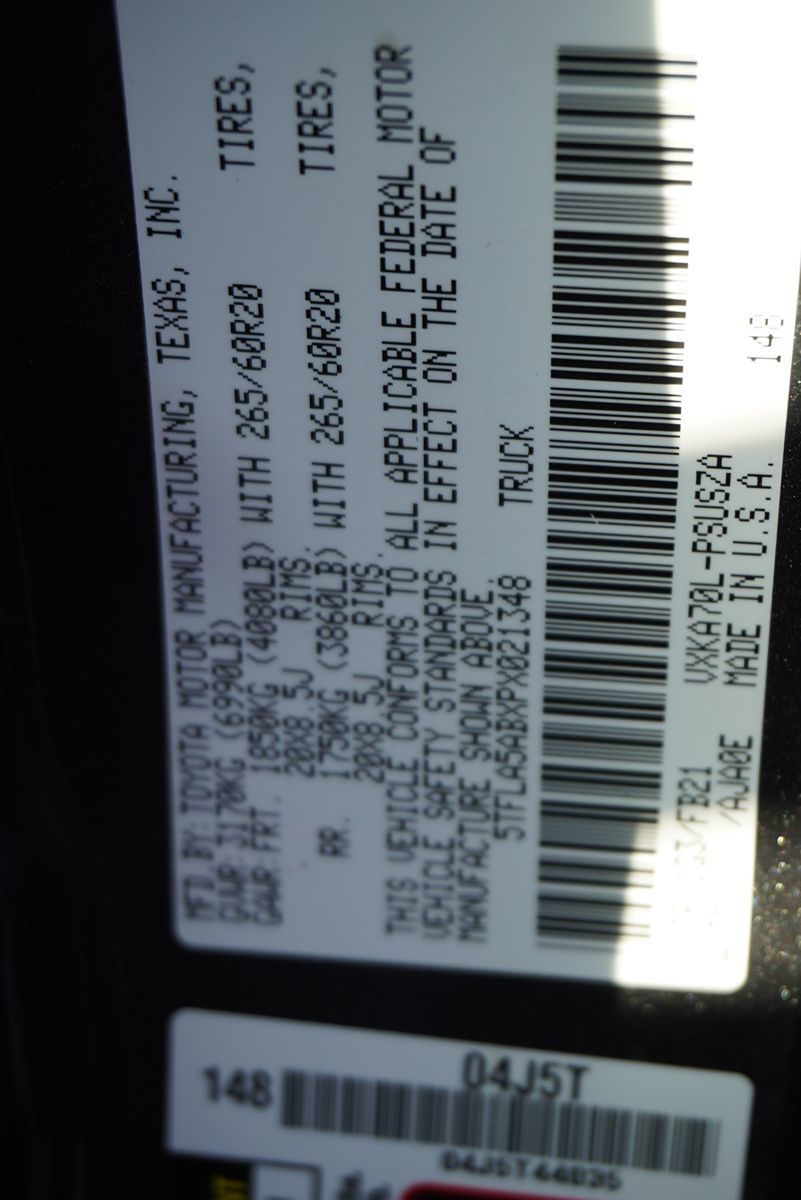 MFD.BY:TOYOTA MOTOR MANUFACTURING, TEXAS, INC.
GVWR:3170KG (6990LB)
GAWR:FRT. 1850KG (4080LB) WITH 265/60R20 TIRES,
20X8.5J RIMS.
RR. 1750KG (3860LB) WITH 265/60R20 TIRES,
20X8.5J RIMS.
THIS VEHICLE CONFORMS TO ALL APPLICABLE FEDERAL MOTOR
VEHICLE SAFETY STANDARDS IN EFFECT ON THE DATE OF
MANUFACTURE SHOWN ABOVE.
5TFLA5ABXPX021348 TRUCK
/FB21 VXKA70L-PSUSZA
/AJA0E MADE IN U.S.A. 148
148 04J5T